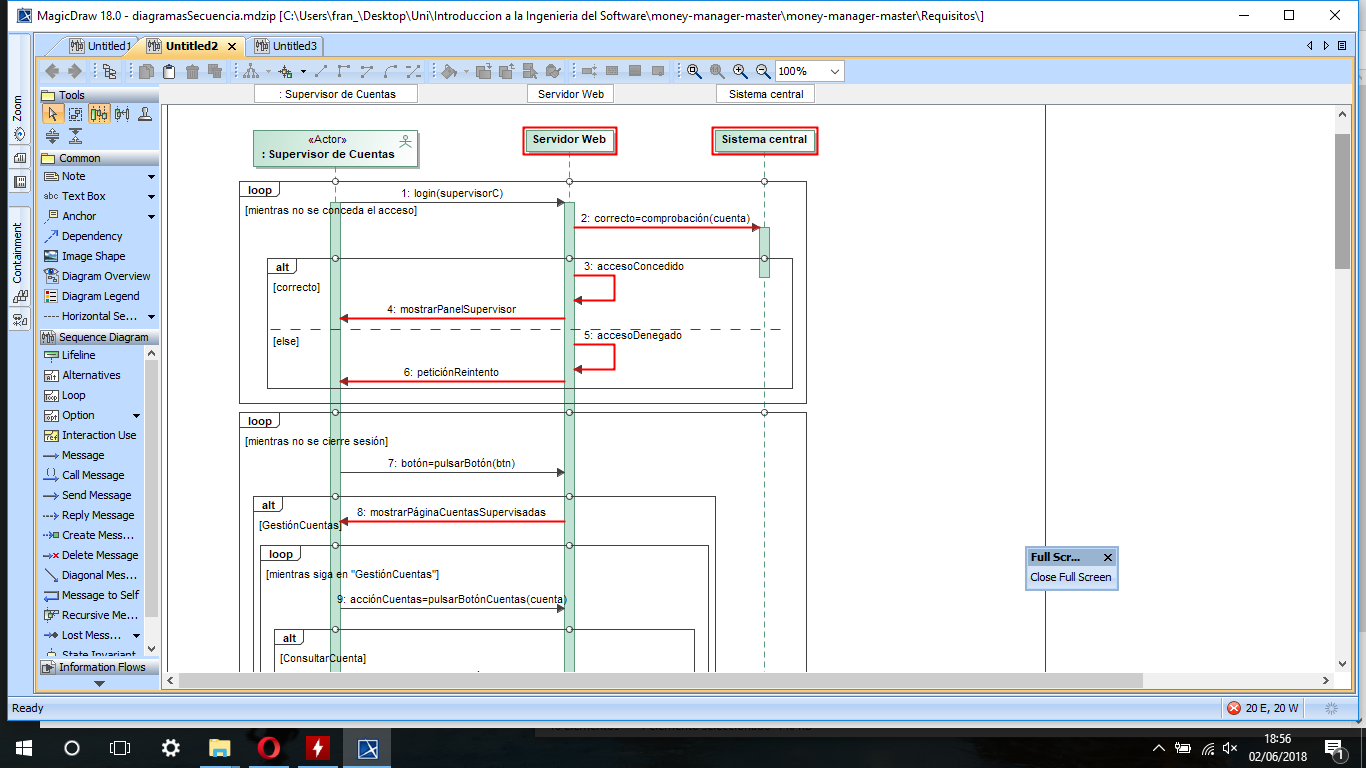 MagicDraw 18.0 - diagramasSecuencia.mdzip [C:\Users\fran_\Desktop\Uni\Introduccion a la Ingenieria del Software\money-manager-master\money-manager-master\Requisitos\]
Untitled1
Untitled2
Untitled3
100%
Zoom
Containment
Tools
Common
Note
abc Text Box
Anchor
Dependency
Image Shape
Diagram Overview
Diagram Legend
Horizontal Se...
Sequence Diagram
Lifeline
Alternatives
Loop
Option
Interaction Use
Message
Call Message
Send Message
Reply Message
Create Mess...
Delete Message
Diagonal Mes...
Message to Self
Recursive Me...
Lost Mess...
State Invariant
Information Flows
: Supervisor de Cuentas
Servidor Web
Sistema central
«Actor»
: Supervisor de Cuentas
Servidor Web
Sistema central
loop
[mientras no se conceda el acceso]
1: login(supervisorC)
2: correcto=comprobación(cuenta)
alt
[correcto]
3: accesoConcedido
4: mostrarPanelSupervisor
[else]
5: accesoDenegado
6: peticiónReintento
loop
[mientras no se cierre sesión]
7: botón=pulsarBotón(btn)
alt
[GestiónCuentas]
8: mostrarPáginaCuentasSupervisadas
loop
[mientras siga en "GestiónCuentas"]
9: acciónCuentas=pulsarBotónCuentas(cuenta)
alt
[ConsultarCuenta]
Full Scr...
Close Full Screen
Ready
20 E, 20 W
18:56
02/06/2018
1